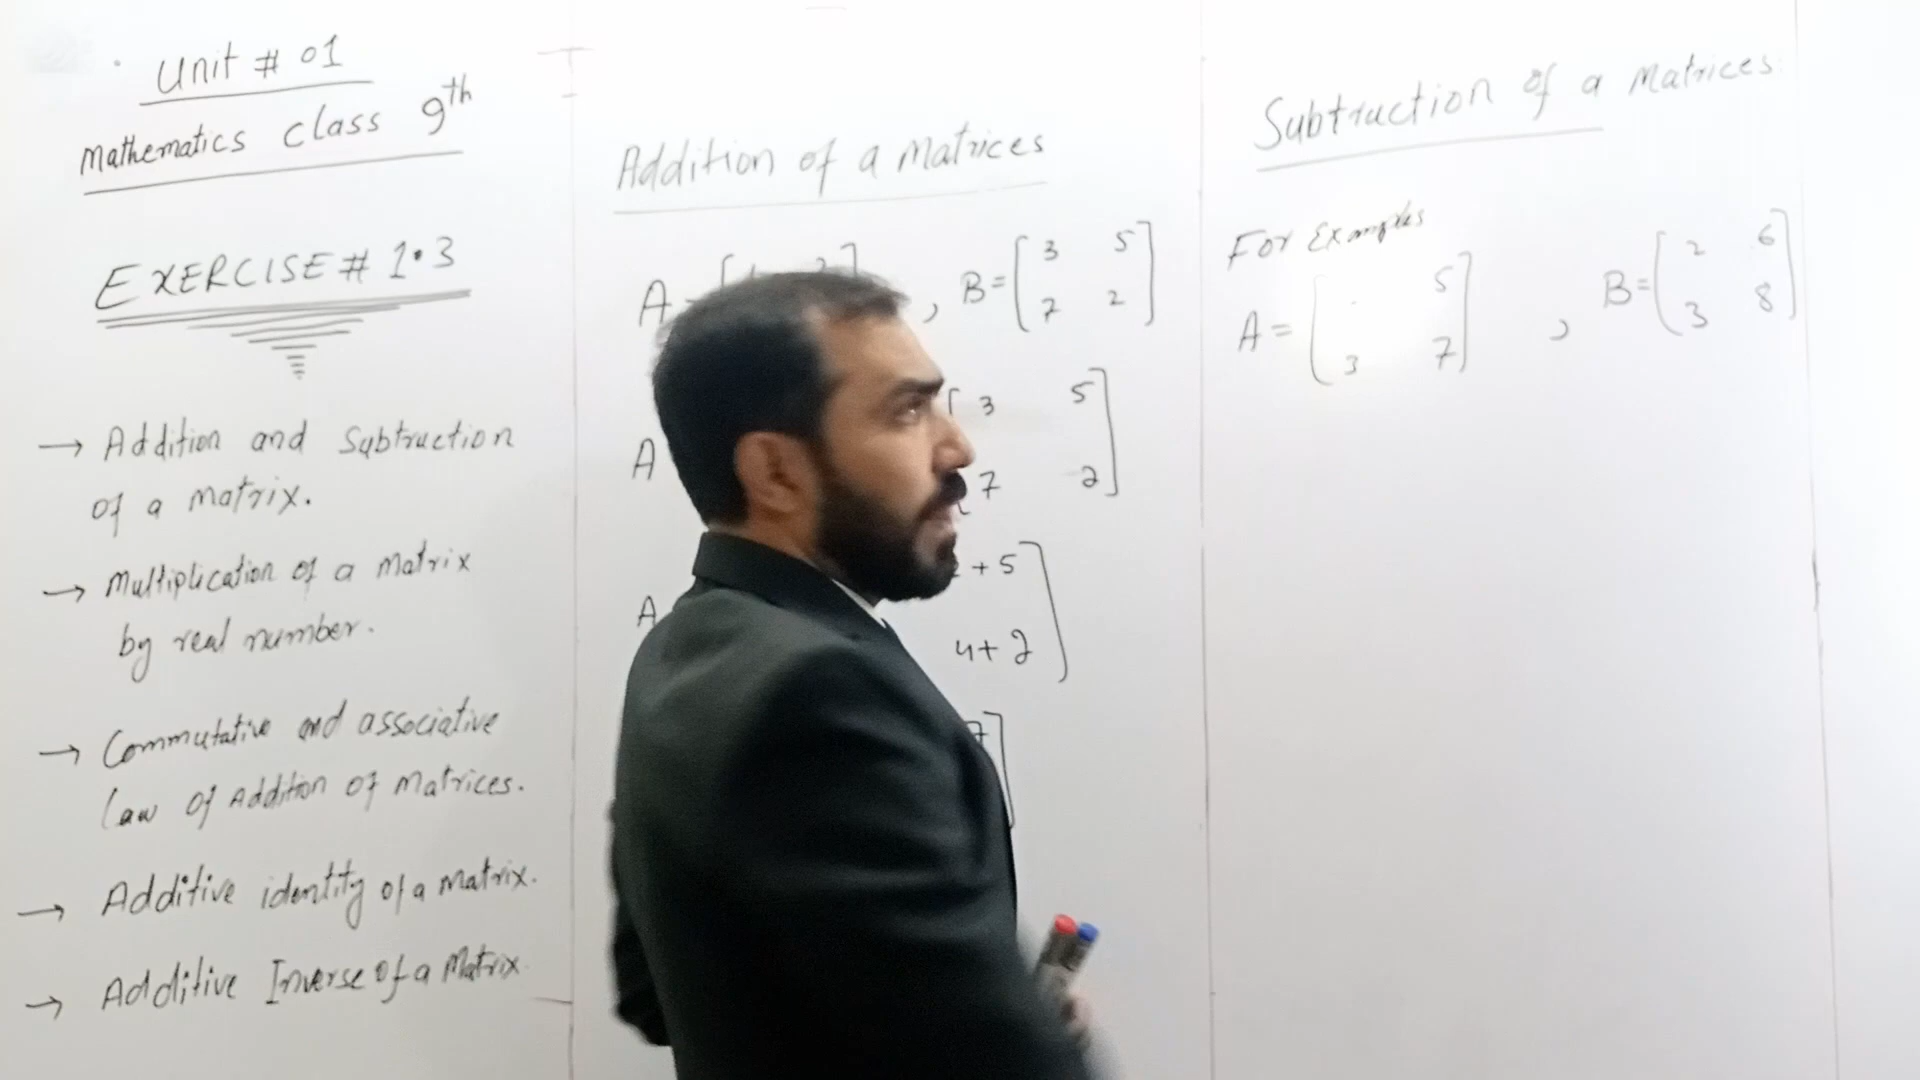 Unit # 01
Mathematics class 9th
EXERCISE # 1.3
→ Addition and Subtruction
of a matrix.
→ Multiplication of a matrix
by real number.
→ Commutative and associative
Law of Addition of matrices.
→ Additive identity of a matrix.
→ Additive Inverse of a Matrix.
Addition of a Matrices
A
, B = [ 3 5
7 2 ]
A
3 5 ]
7 2 ]
A
+ 5 ]
4 + 2 ]
7 ]
Subtruction of a matrices
For Examples
A = [ 5
3 7 ]
, B = [ 2 6
3 8 ]